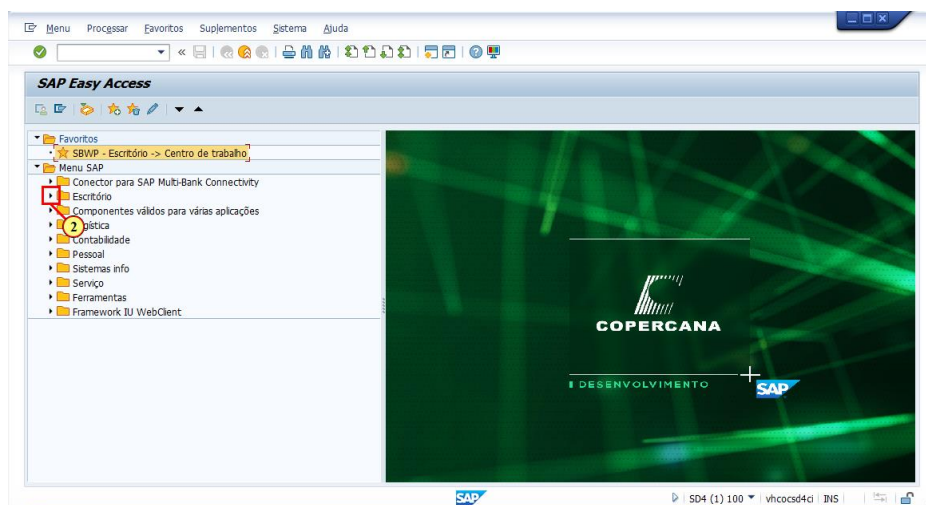 Menu Processar Favoritos Suplementos Sistema Ajuda
SAP Easy Access
Favoritos
SBWP - Escritório -> Centro de trabalho
Menu SAP
Conector para SAP Multi-Bank Connectivity
Escritório
Componentes válidos para várias aplicações
2
gística
Contabilidade
Pessoal
Sistemas info
Serviço
Ferramentas
Framework IU WebClient
COPERCANA
DESENVOLVIMENTO
SAP
SAP
SD4 (1) 100 vhcocsd4ci INS